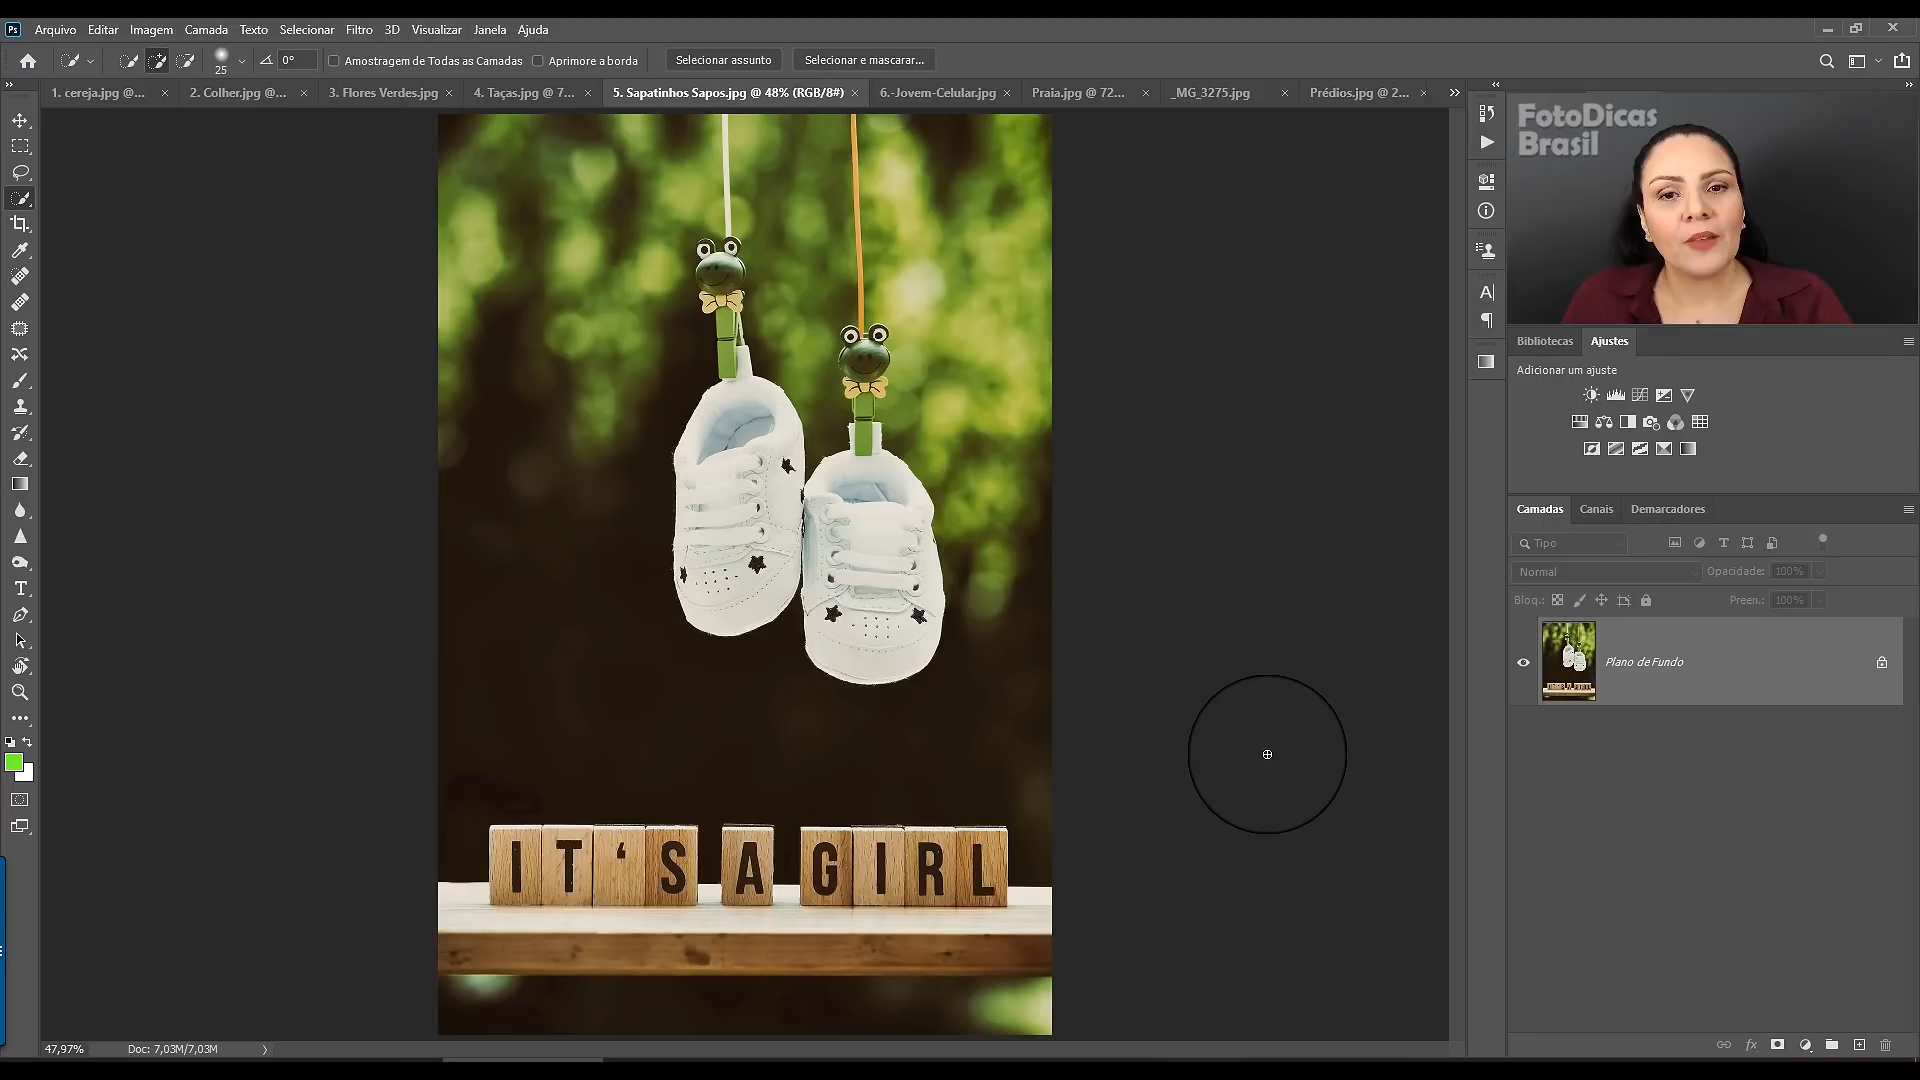 Ps Arquivo Editar Imagem Camada Texto Selecionar Filtro 3D Visualizar Janela Ajuda
25 0° Amostragem de Todas as Camadas Aprimore a borda Selecionar assunto Selecionar e mascarar...
1. cereja.jpg @... 2. Colher.jpg @... 3. Flores Verdes.jpg 4. Taças.jpg @ 7... 5. Sapatinhos Sapos.jpg @ 48% (RGB/8#) 6.-Jovem-Celular.jpg Praia.jpg @ 72... _MG_3275.jpg Prédios.jpg @ 2...
FotoDicas
Brasil
Bibliotecas Ajustes
Adicionar um ajuste
Camadas Canais Demarcadores
Tipo
Normal Opacidade: 100%
Bloq.: Preen.: 100%
Plano de Fundo
IT'S A GIRL
47,97% Doc: 7,03M/7,03M